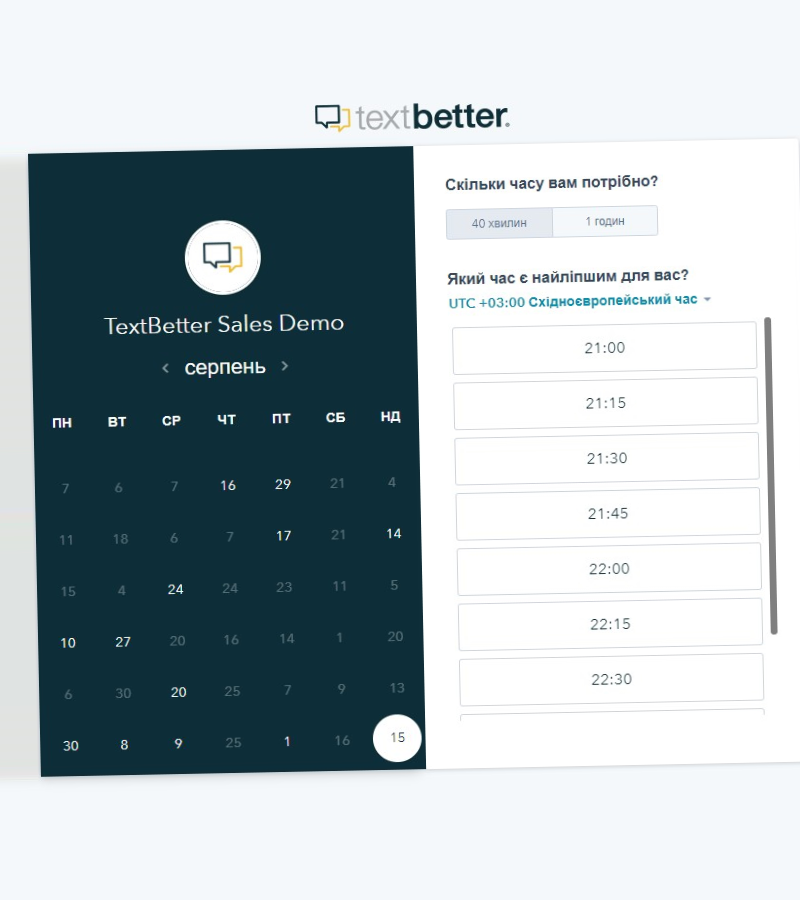 textbetter
TextBetter Sales Demo
серпень
ПН ВТ СР ЧТ ПТ СБ НД
7 6 7 16 29 21 4
11 18 6 7 17 21 14
15 4 24 24 23 11 5
10 27 20 16 14 1 20
6 30 20 25 7 9 13
30 8 9 25 1 16 15
Скільки часу вам потрібно?
40 хвилин 1 годин
Який час є найліпшим для вас?
UTC +03:00 Східноєвропейський час
21:00
21:15
21:30
21:45
22:00
22:15
22:30